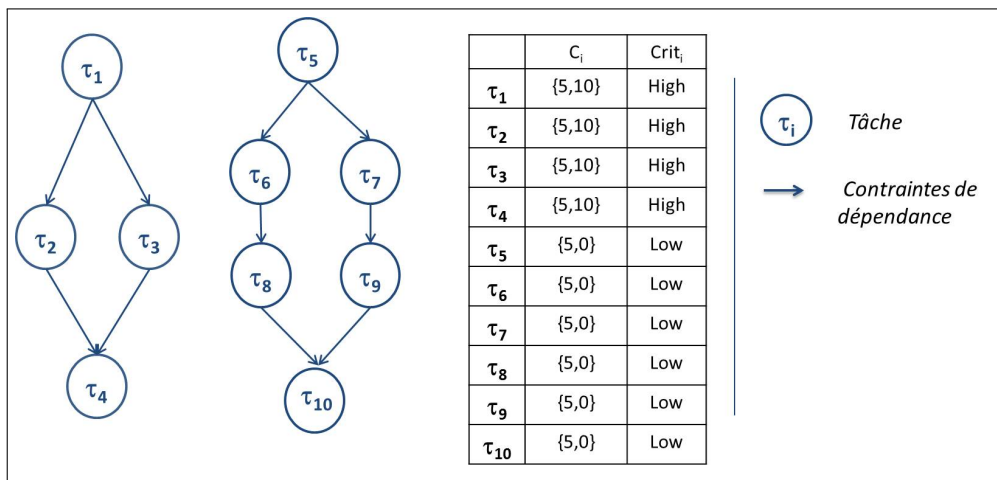 τ1
τ2
τ3
τ4
τ5
τ6
τ7
τ8
τ9
τ10
Ci Criti
τ1 {5,10} High
τ2 {5,10} High
τ3 {5,10} High
τ4 {5,10} High
τ5 {5,0} Low
τ6 {5,0} Low
τ7 {5,0} Low
τ8 {5,0} Low
τ9 {5,0} Low
τ10 {5,0} Low
τi Tâche
Contraintes de
dépendance